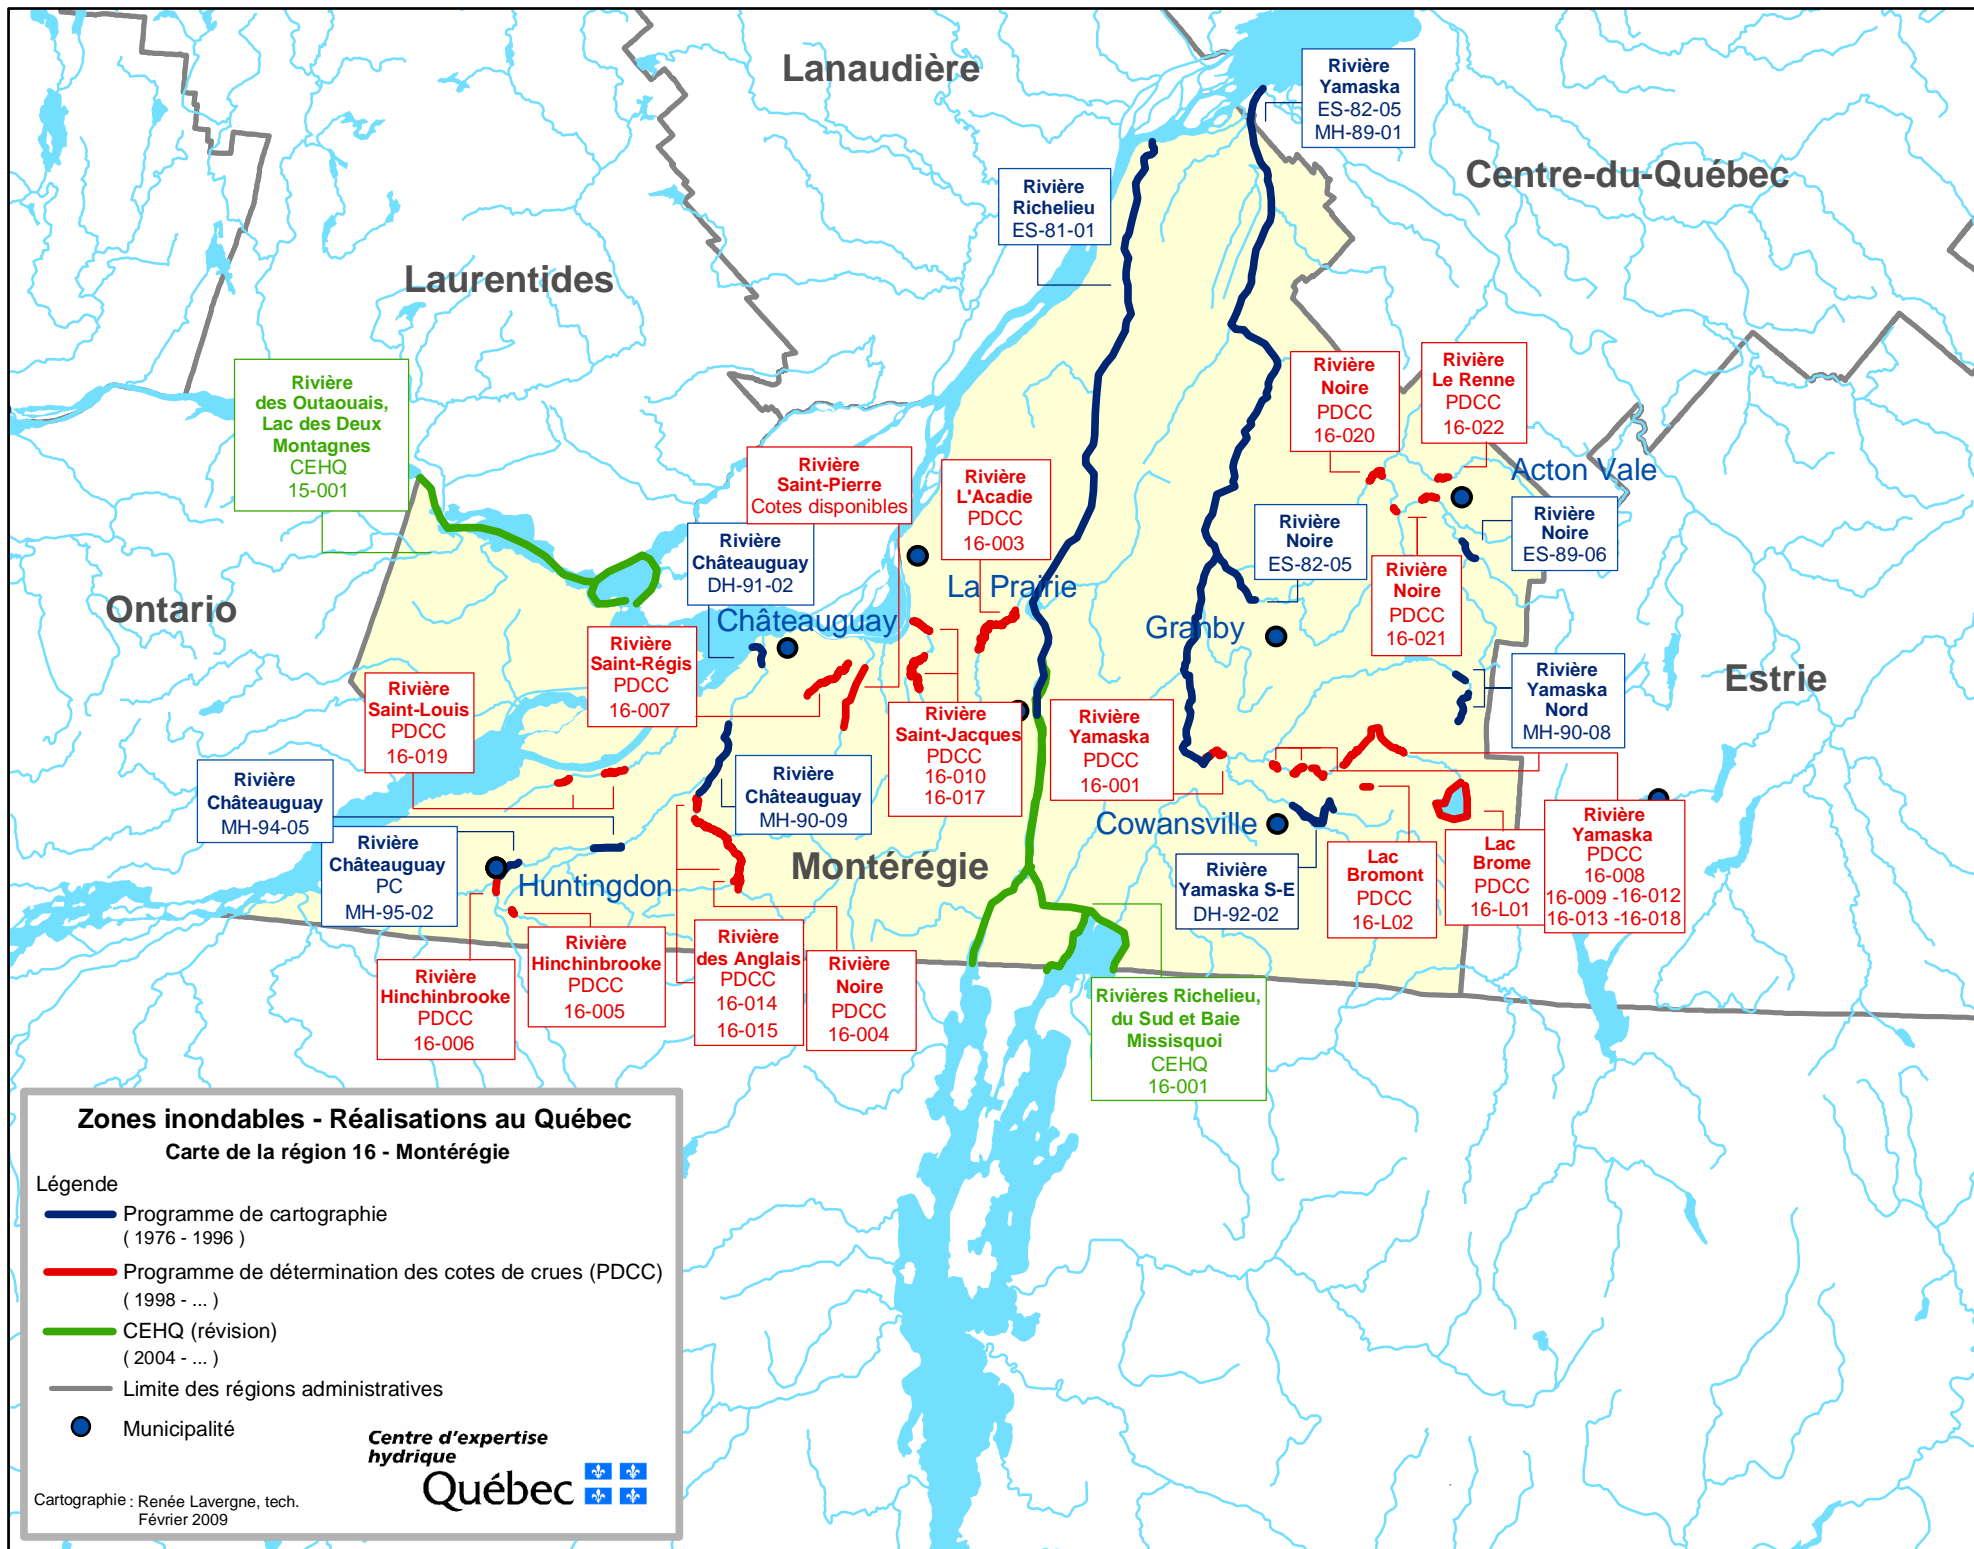 Lanaudière
Rivière
Yamaska
ES-82-05
MH-89-01
Centre-du-Québec
Rivière
Richelieu
ES-81-01
Laurentides
Rivière
des Outaouais,
Lac des Deux
Montagnes
CEHQ
15-001
Rivière
Noire
PDCC
16-020
Rivière
Le Renne
PDCC
16-022
Rivière
Saint-Pierre
Cotes disponibles
Rivière
L'Acadie
PDCC
16-003
Acton Vale
Rivière
Châteauguay
DH-91-02
Rivière
Noire
ES-82-05
Rivière
Noire
ES-89-06
Rivière
Noire
PDCC
16-021
Ontario
La Prairie
Châteauguay
Granby
Rivière
Saint-Régis
PDCC
16-007
Rivière
Saint-Louis
PDCC
16-019
Rivière
Yamaska
Nord
MH-90-08
Estrie
Rivière
Saint-Jacques
PDCC
16-010
16-017
Rivière
Yamaska
PDCC
16-001
Rivière
Châteauguay
MH-94-05
Rivière
Châteauguay
MH-90-09
Rivière
Châteauguay
PC
MH-95-02
Cowansville
Rivière
Yamaska
PDCC
16-008
16-009 -16-012
16-013 -16-018
Lac
Brome
PDCC
16-L01
Lac
Bromont
PDCC
16-L02
Rivière
Yamaska S-E
DH-92-02
Montérégie
Huntingdon
Rivière
Hinchinbrooke
PDCC
16-006
Rivière
Hinchinbrooke
PDCC
16-005
Rivière
des Anglais
PDCC
16-014
16-015
Rivière
Noire
PDCC
16-004
Rivières Richelieu,
du Sud et Baie
Missisquoi
CEHQ
16-001
Zones inondables - Réalisations au Québec
Carte de la région 16 - Montérégie
Légende
Programme de cartographie
( 1976 - 1996 )
Programme de détermination des cotes de crues (PDCC)
( 1998 - ... )
CEHQ (révision)
( 2004 - ... )
Limite des régions administratives
Municipalité
Centre d'expertise
hydrique
Québec
Cartographie : Renée Lavergne, tech.
Février 2009